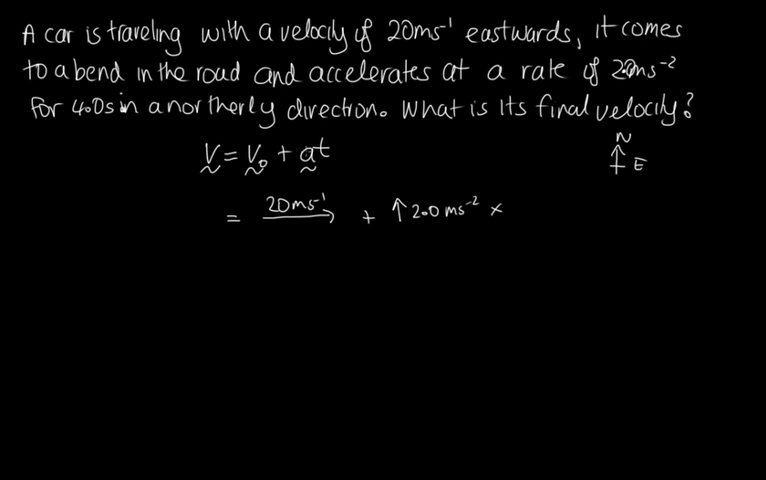 A car is traveling with a velocity of 20ms⁻¹ eastwards, it comes
to a bend in the road and accelerates at a rate of 2.0ms⁻²
for 4.0s in a northerly direction. What is its final velocity?
N
V = V₀ + at
E
= 20ms⁻¹ + ↑ 2.0 ms⁻² ×